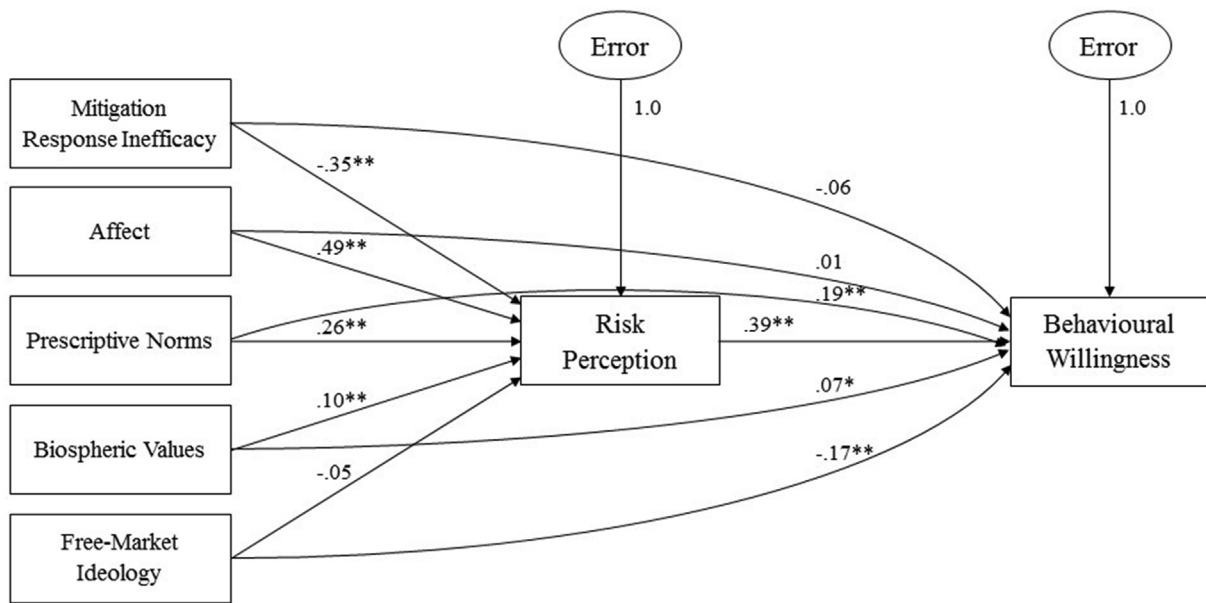 Error
Error
1.0
1.0
Mitigation
Response Inefficacy
-.35**
-.06
Affect
.49**
.01
.19**
Prescriptive Norms
.26**
Risk
Perception
.39**
Behavioural
Willingness
.10**
.07*
Biospheric Values
-.05
-.17**
Free-Market
Ideology